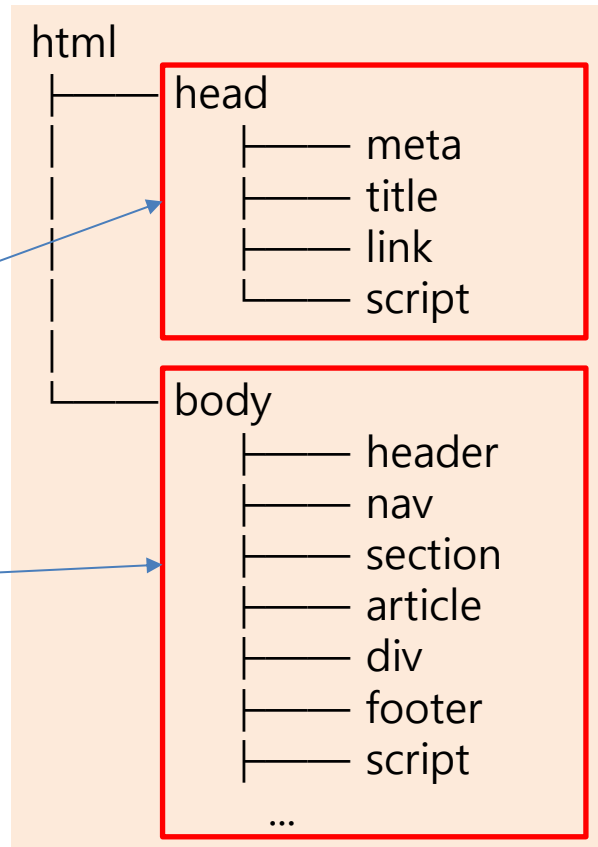 html
head
meta
title
link
script
body
header
nav
section
article
div
footer
script
...